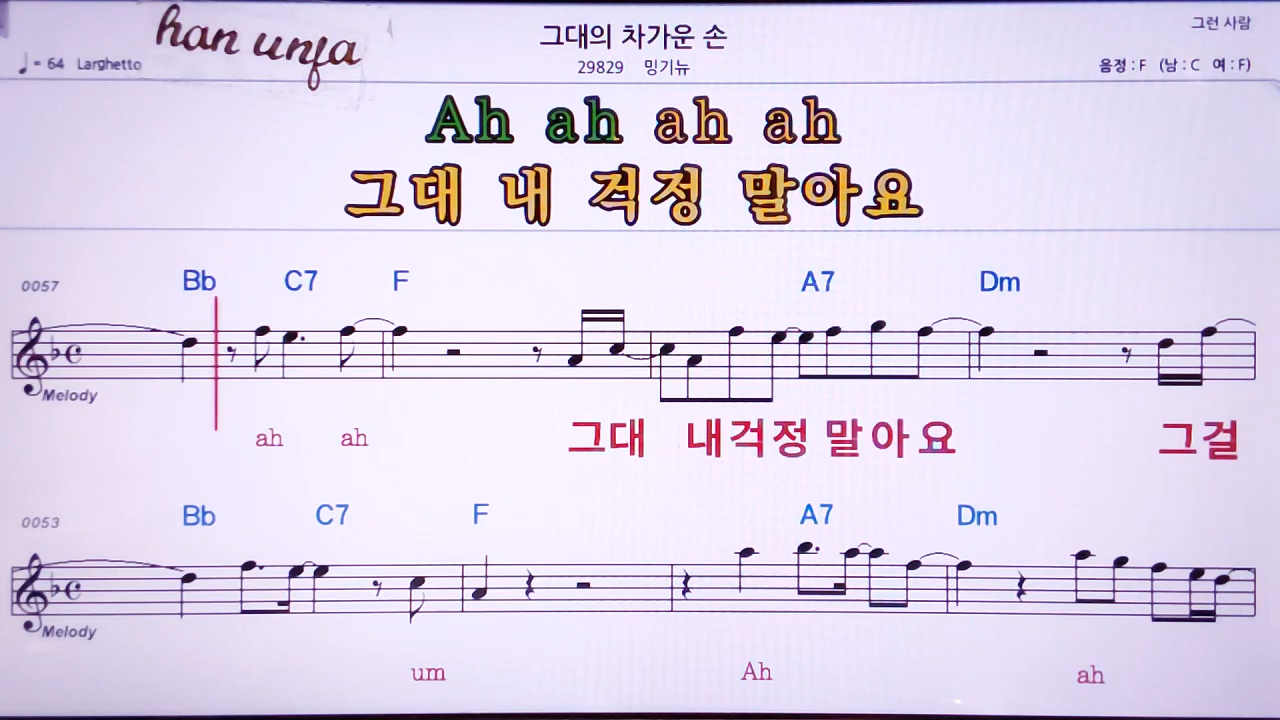 han unja
그대의 차가운 손
그런 사람
♩= 64 Larghetto
29829 밍기뉴
음정 : F (남 : C 여 : F)
Ah ah ah ah
그대 내 걱정 말아요
0057 Bb C7 F A7 Dm
Melody
ah ah 그대 내걱정 말아요 그걸
0053 Bb C7 F A7 Dm
Melody
um Ah ah